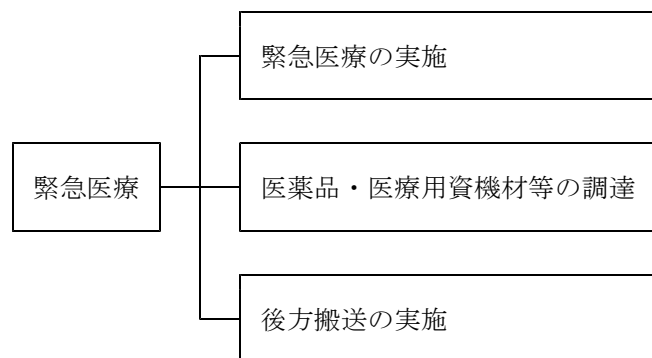 緊急医療
緊急医療の実施
医薬品・医療用資機材等の調達
後方搬送の実施